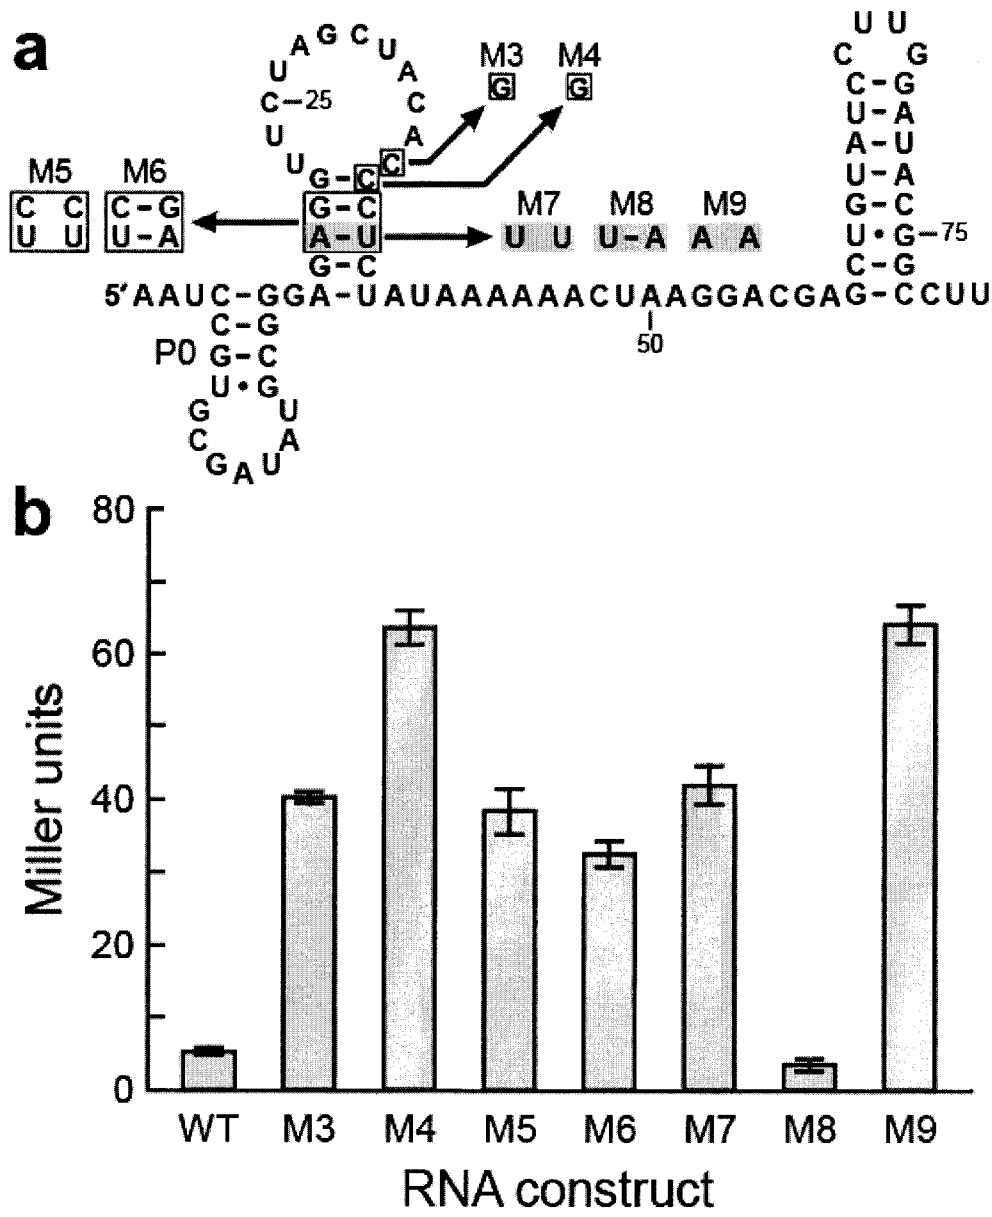 a
U U
A G C U
C G
M3 M4
U A
C-G
G G
C-25 C
U-A
U A
A-U
U C
U-A
G-C
M5 M6
G-C
C C C-G
G-C
M7 M8 M9
U U U-A
A-U
U U U-A A A
U•G-75
G-C
C-G
5'AAUC-GGA-UAUAAAAAACUAAGGACGAG-CCUU
C-G
50
P0 G-C
U•G
G U
C A
G A U
b
80
60
40
20
0
Miller units
WT M3 M4 M5 M6 M7 M8 M9
RNA construct